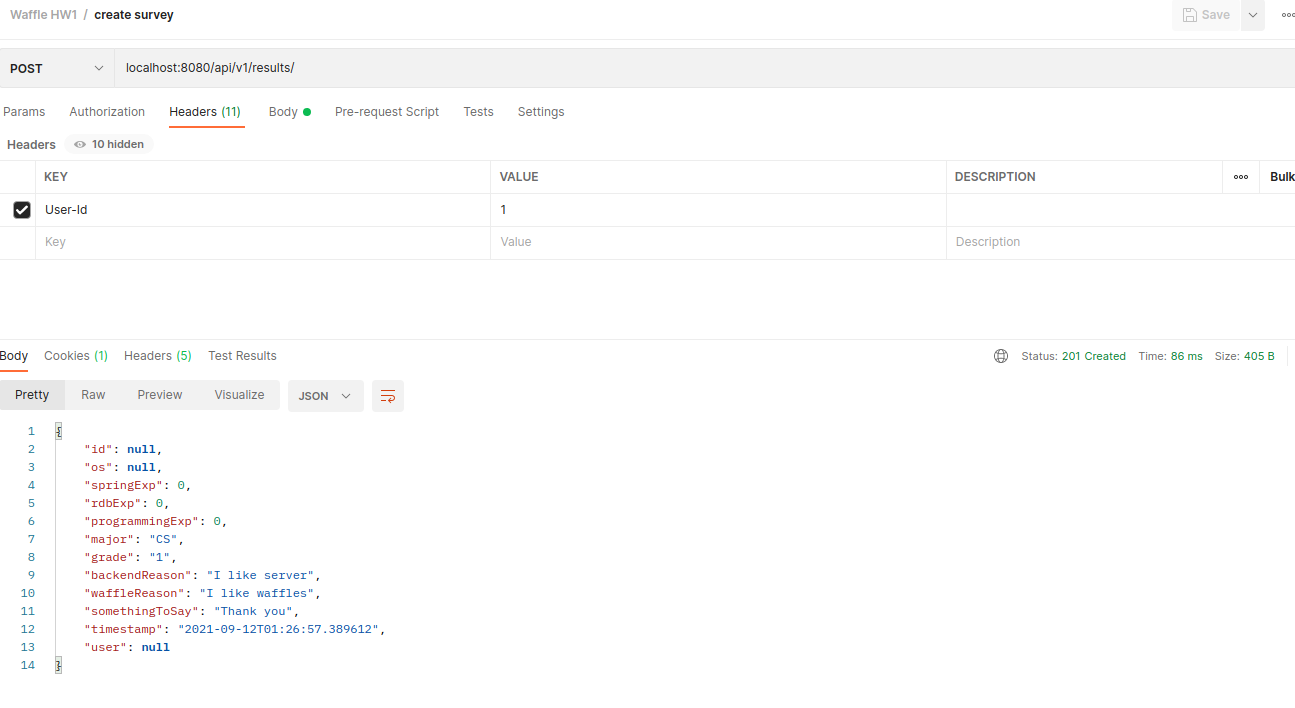 Waffle HW1 / create survey
Save
POST
localhost:8080/api/v1/results/
Params Authorization Headers (11) Body Pre-request Script Tests Settings
Headers 10 hidden
KEY VALUE DESCRIPTION Bulk
User-Id 1
Key Value Description
Body Cookies (1) Headers (5) Test Results Status: 201 Created Time: 86 ms Size: 405 B
Pretty Raw Preview Visualize JSON
1 {
2 "id": null,
3 "os": null,
4 "springExp": 0,
5 "rdbExp": 0,
6 "programmingExp": 0,
7 "major": "CS",
8 "grade": "1",
9 "backendReason": "I like server",
10 "waffleReason": "I like waffles",
11 "somethingToSay": "Thank you",
12 "timestamp": "2021-09-12T01:26:57.389612",
13 "user": null
14 }